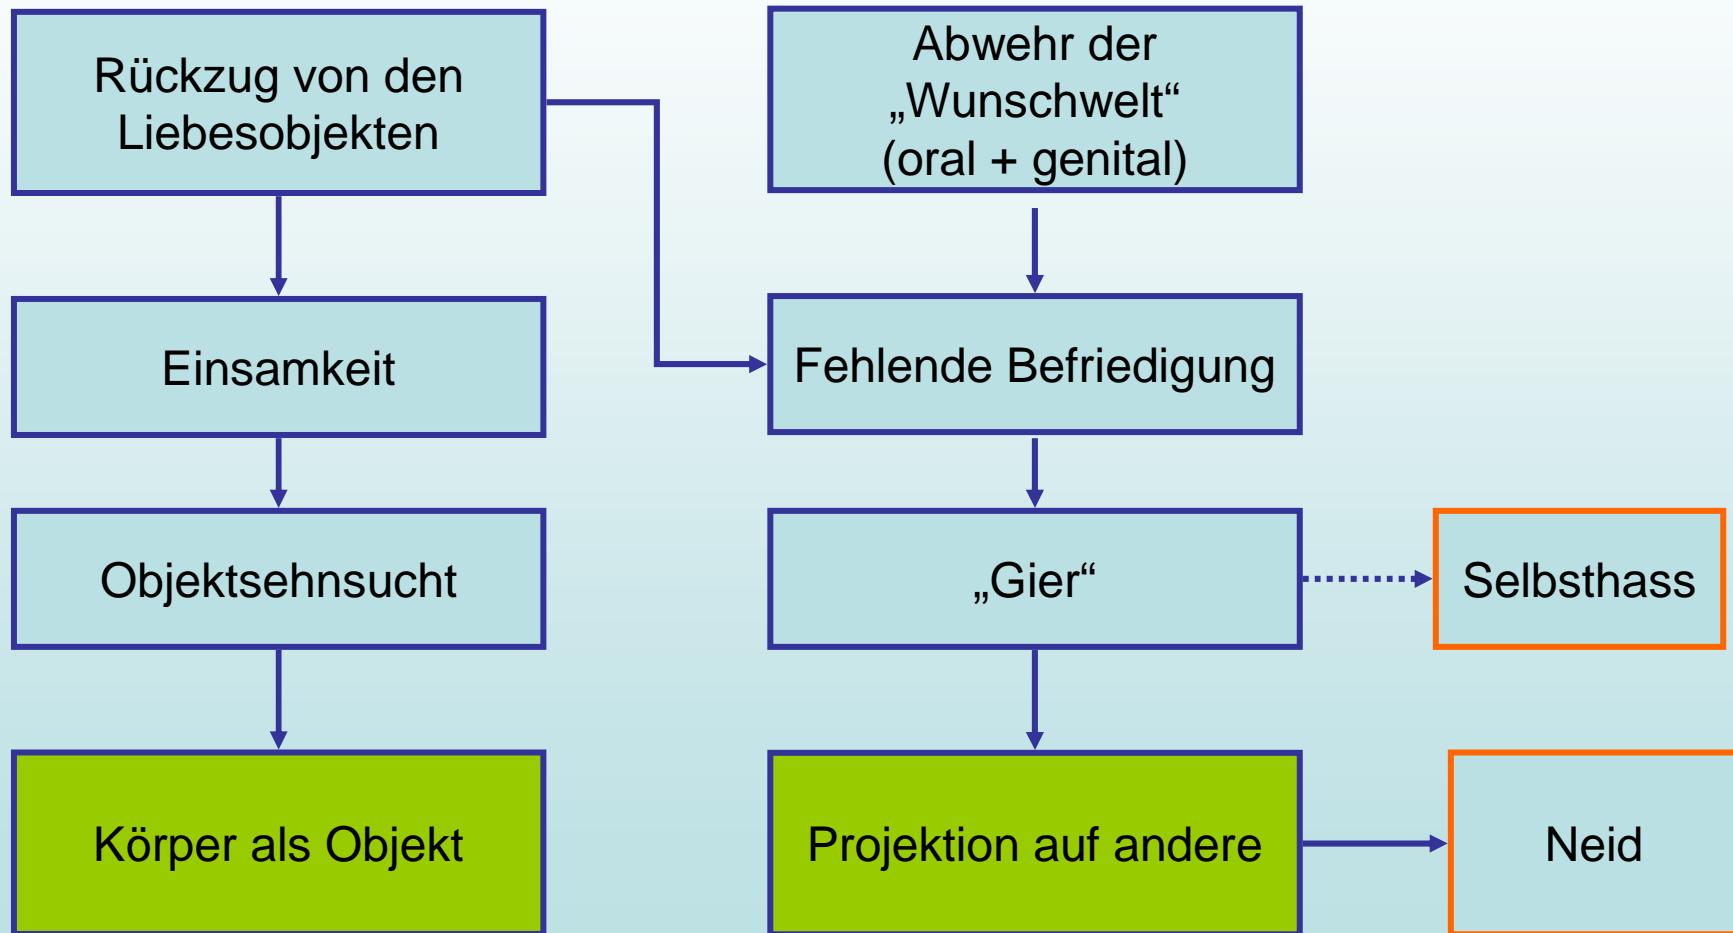 Rückzug von den
Liebesobjekten
Abwehr der
„Wunschwelt“
(oral + genital)
Einsamkeit
Fehlende Befriedigung
Objektsehnsucht
„Gier“
Selbsthass
Körper als Objekt
Projektion auf andere
Neid